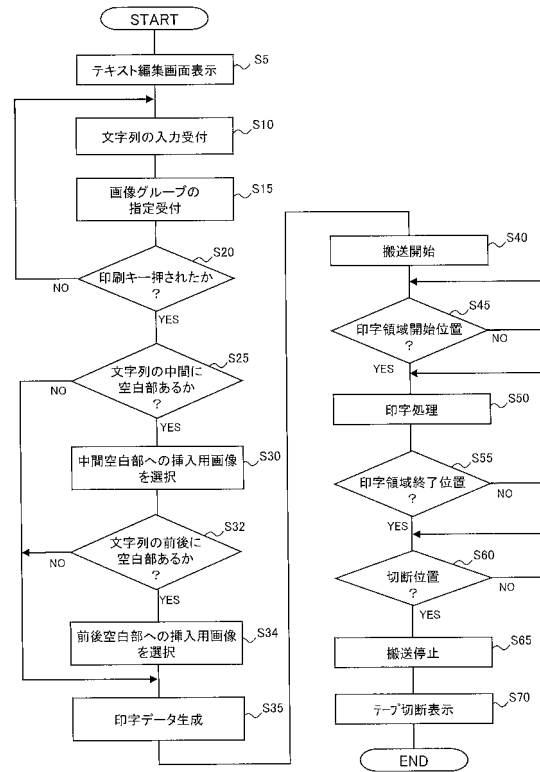 START
テキスト編集画面表示
S5
文字列の入力受付
S10
画像グループの
指定受付
S15
印刷キー押されたか
?
S20
NO
YES
文字列の中間に
空白部あるか
?
S25
NO
YES
中間空白部への挿入用画像
を選択
S30
文字列の前後に
空白部あるか
?
S32
NO
YES
前後空白部への挿入用画像
を選択
S34
印字データ生成
S35
搬送開始
S40
印字領域開始位置
?
S45
NO
YES
印字処理
S50
印字領域終了位置
?
S55
NO
YES
切断位置
?
S60
NO
YES
搬送停止
S65
テープ切断表示
S70
END